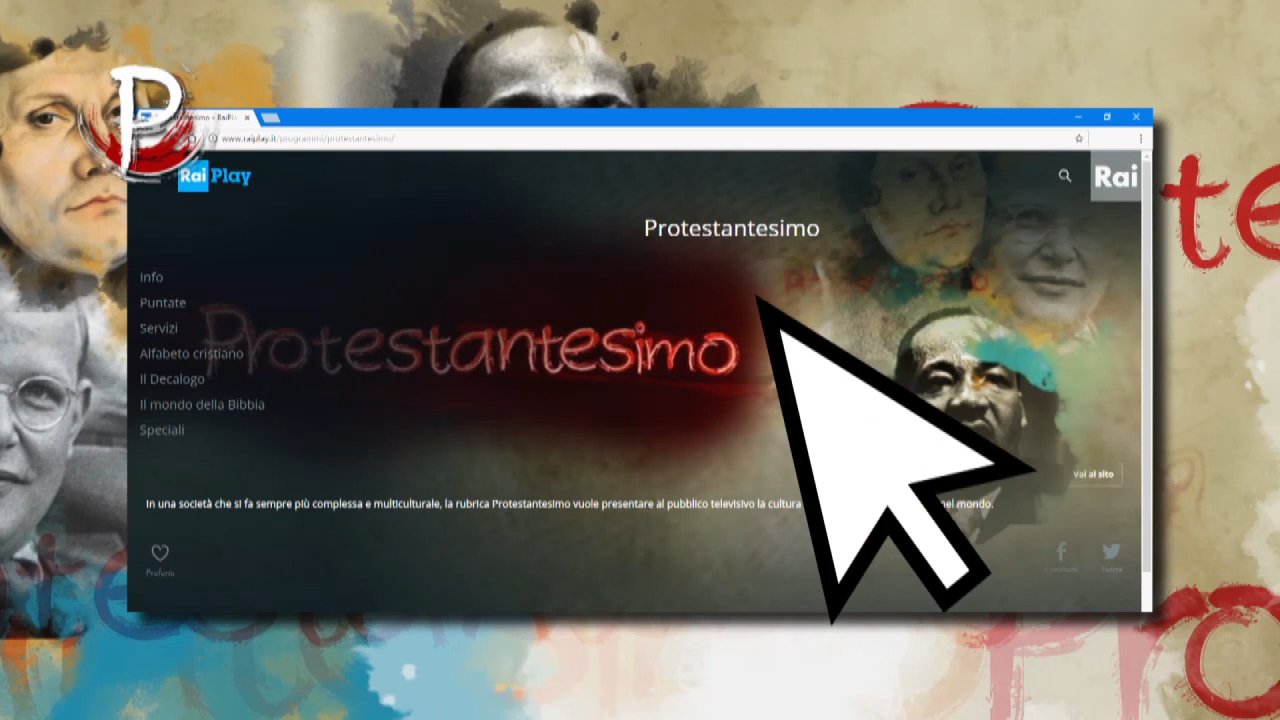 P
www.raiplay.it/programmi/protestantesimo/
Rai Play
Rai
Protestantesimo
Info
Puntate
Servizi
Alfabeto cristiano
Il Decalogo
Il mondo della Bibbia
Speciali
Protestantesimo
te
Vai al sito
In una società che si fa sempre più complessa e multiculturale, la rubrica Protestantesimo vuole presentare al pubblico televisivo la cultura nel mondo.
Preferiti
Pro